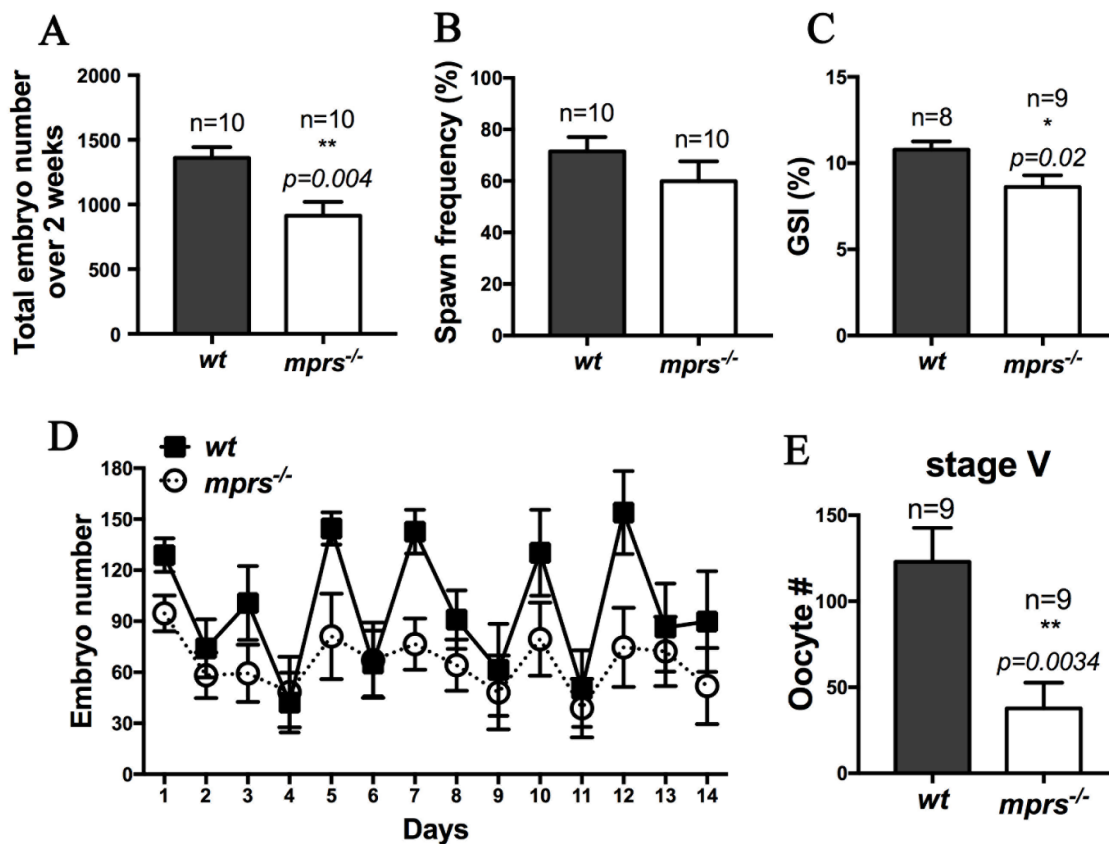 A
Total embryo number
over 2 weeks
2000
1500
1000
500
0
n=10
n=10
**
p=0.004
wt
mprs-/-
B
Spawn frequency (%)
100
80
60
40
20
0
n=10
n=10
wt
mprs-/-
C
GSI (%)
15
10
5
0
n=8
n=9
*
p=0.02
wt
mprs-/-
D
wt
mprs-/-
Embryo number
180
150
120
90
60
30
0
1 2 3 4 5 6 7 8 9 10 11 12 13 14
Days
E
stage V
Oocyte #
150
100
50
0
n=9
n=9
**
p=0.0034
wt
mprs-/-